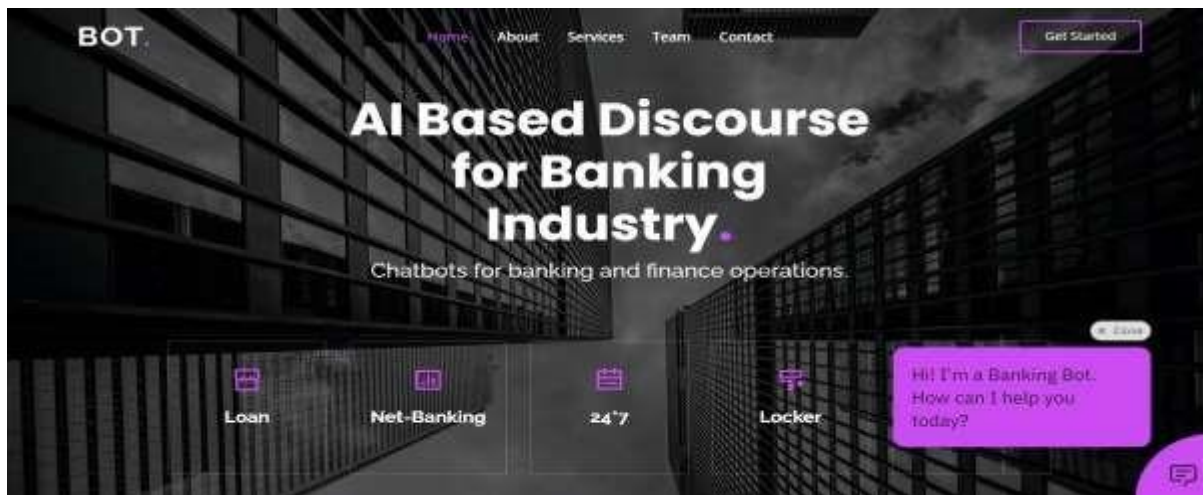 BOT.
Home About Services Team Contact
Get Started
AI Based Discourse
for Banking
Industry.
Chatbots for banking and finance operations.
× Close
Loan Net-Banking 24*7 Locker
Hi! I'm a Banking Bot.
How can I help you
today?